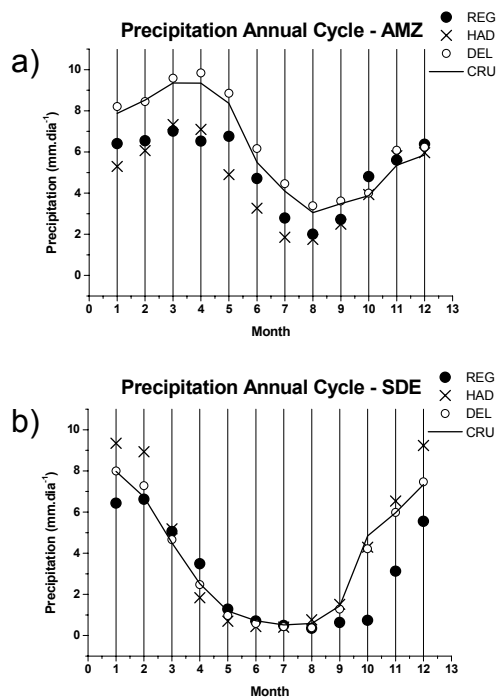 Precipitation Annual Cycle - AMZ
REG
HAD
DEL
CRU
a)
10
8
6
4
2
0
Precipitation (mm.dia-1)
0 1 2 3 4 5 6 7 8 9 10 11 12 13
Month
Precipitation Annual Cycle - SDE
REG
HAD
DEL
CRU
b)
10
8
6
4
2
0
Precipitation (mm.dia-1)
0 1 2 3 4 5 6 7 8 9 10 11 12 13
Month